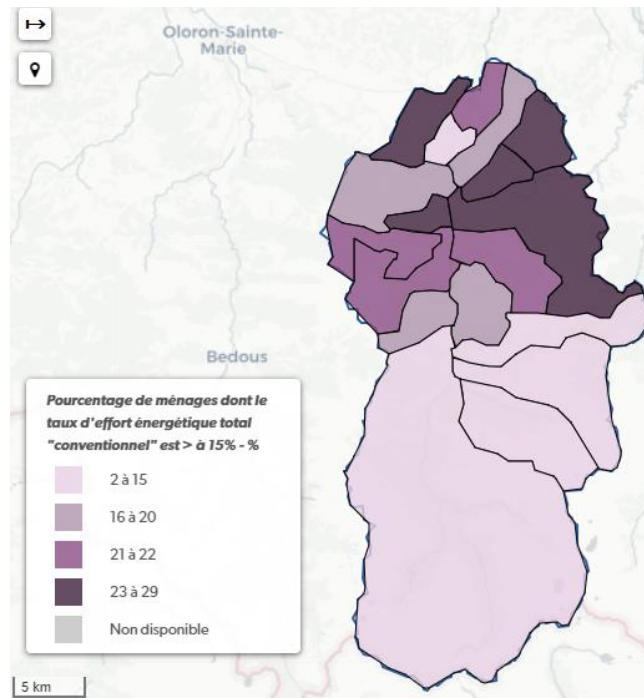 Oloron-Sainte-
Marie
Bedous
Pourcentage de ménages dont le
taux d'effort énergétique total
"conventionnel" est > à 15% - %
2 à 15
16 à 20
21 à 22
23 à 29
Non disponible
5 km